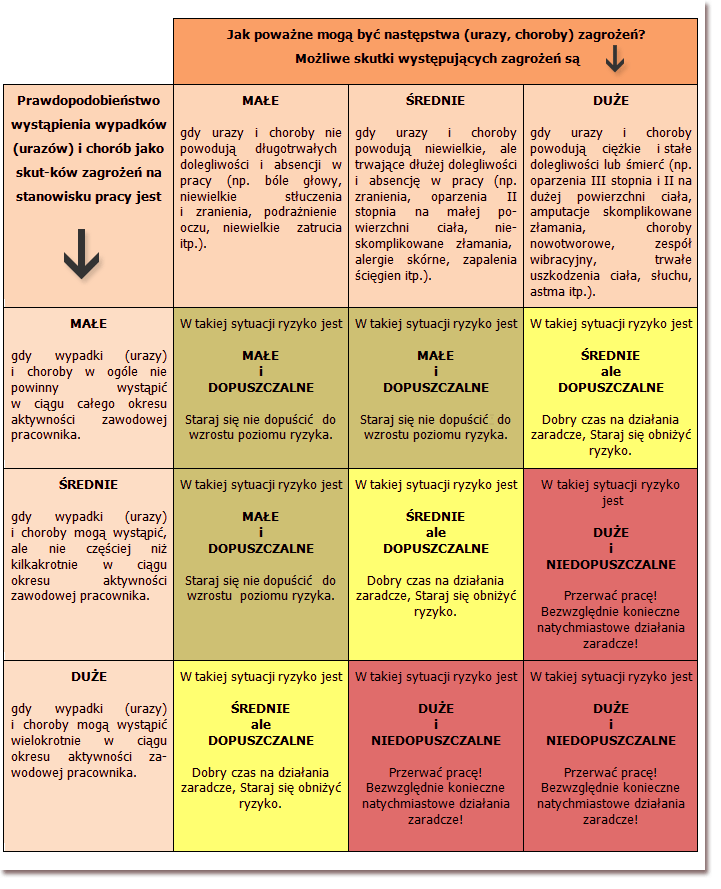 Jak poważne mogą być następstwa (urazy, choroby) zagrożeń?
Możliwe skutki występujących zagrożeń są
Prawdopodobieństwo
wystąpienia wypadków
(urazów) i chorób jako
skut-ków zagrożeń na
stanowisku pracy jest
MAŁE
gdy urazy i choroby nie
powodują długotrwałych
dolegliwości i absencji w
pracy (np. bóle głowy,
niewielkie stłuczenia
i zranienia, podrażnienie
oczu, niewielkie zatrucia
itp.).
ŚREDNIE
gdy urazy i choroby
powodują niewielkie, ale
trwające dłużej dolegliwości
i absencję w pracy (np.
zranienia, oparzenia II
stopnia na małej po-
wierzchni ciała, nie-
skomplikowane złamania,
alergie skórne, zapalenia
ścięgien itp.).
DUŻE
gdy urazy i choroby
powodują ciężkie i stałe
dolegliwości lub śmierć (np.
oparzenia III stopnia i II na
dużej powierzchni ciała,
amputacje skomplikowane
złamania, choroby
nowotworowe, zespół
wibracyjny, trwałe
uszkodzenia ciała, słuchu,
astma itp.).
MAŁE
gdy wypadki (urazy)
i choroby w ogóle nie
powinny wystąpić
w ciągu całego okresu
aktywności zawodowej
pracownika.
W takiej sytuacji ryzyko jest
MAŁE
i
DOPUSZCZALNE
Staraj się nie dopuścić do
wzrostu poziomu ryzyka.
W takiej sytuacji ryzyko jest
MAŁE
i
DOPUSZCZALNE
Staraj się nie dopuścić do
wzrostu poziomu ryzyka.
W takiej sytuacji ryzyko jest
ŚREDNIE
ale
DOPUSZCZALNE
Dobry czas na działania
zaradcze, Staraj się obniżyć
ryzyko.
ŚREDNIE
gdy wypadki (urazy)
i choroby mogą wystąpić,
ale nie częściej niż
kilkakrotnie w ciągu
okresu aktywności
zawodowej pracownika.
W takiej sytuacji ryzyko jest
MAŁE
i
DOPUSZCZALNE
Staraj się nie dopuścić do
wzrostu poziomu ryzyka.
W takiej sytuacji ryzyko jest
ŚREDNIE
ale
DOPUSZCZALNE
Dobry czas na działania
zaradcze, Staraj się obniżyć
ryzyko.
W takiej sytuacji ryzyko
jest
DUŻE
i
NIEDOPUSZCZALNE
Przerwać pracę!
Bezwzględnie konieczne
natychmiastowe działania
zaradcze!
DUŻE
gdy wypadki (urazy)
i choroby mogą wystąpić
wielokrotnie w ciągu
okresu aktywności za-
wodowej pracownika.
W takiej sytuacji ryzyko jest
ŚREDNIE
ale
DOPUSZCZALNE
Dobry czas na działania
zaradcze, Staraj się obniżyć
ryzyko.
W takiej sytuacji ryzyko jest
DUŻE
i
NIEDOPUSZCZALNE
Przerwać pracę!
Bezwzględnie konieczne
natychmiastowe działania
zaradcze!
W takiej sytuacji ryzyko jest
DUŻE
i
NIEDOPUSZCZALNE
Przerwać pracę!
Bezwzględnie konieczne
natychmiastowe działania
zaradcze!